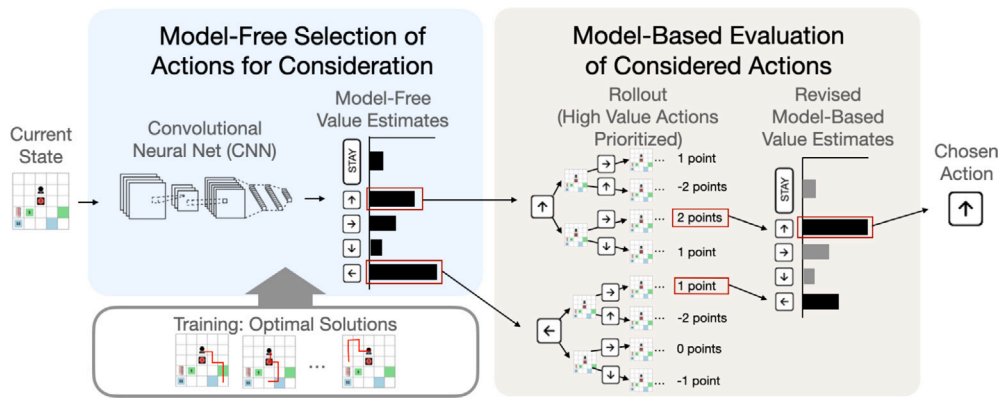 Model-Free Selection of
Actions for Consideration
Model-Based Evaluation
of Considered Actions
Current
State
Convolutional
Neural Net (CNN)
Model-Free
Value Estimates
STAY
↑
→
↓
←
Rollout
(High Value Actions
Prioritized)
↑
→ ... 1 point
↑ ... -2 points
→ ... 2 points
↓ ... 1 point
←
→ ... 1 point
↑ ... -2 points
→ ... 0 points
↓ ... -1 point
Revised
Model-Based
Value Estimates
STAY
↑
→
↓
←
Chosen
Action
↑
Training: Optimal Solutions
...